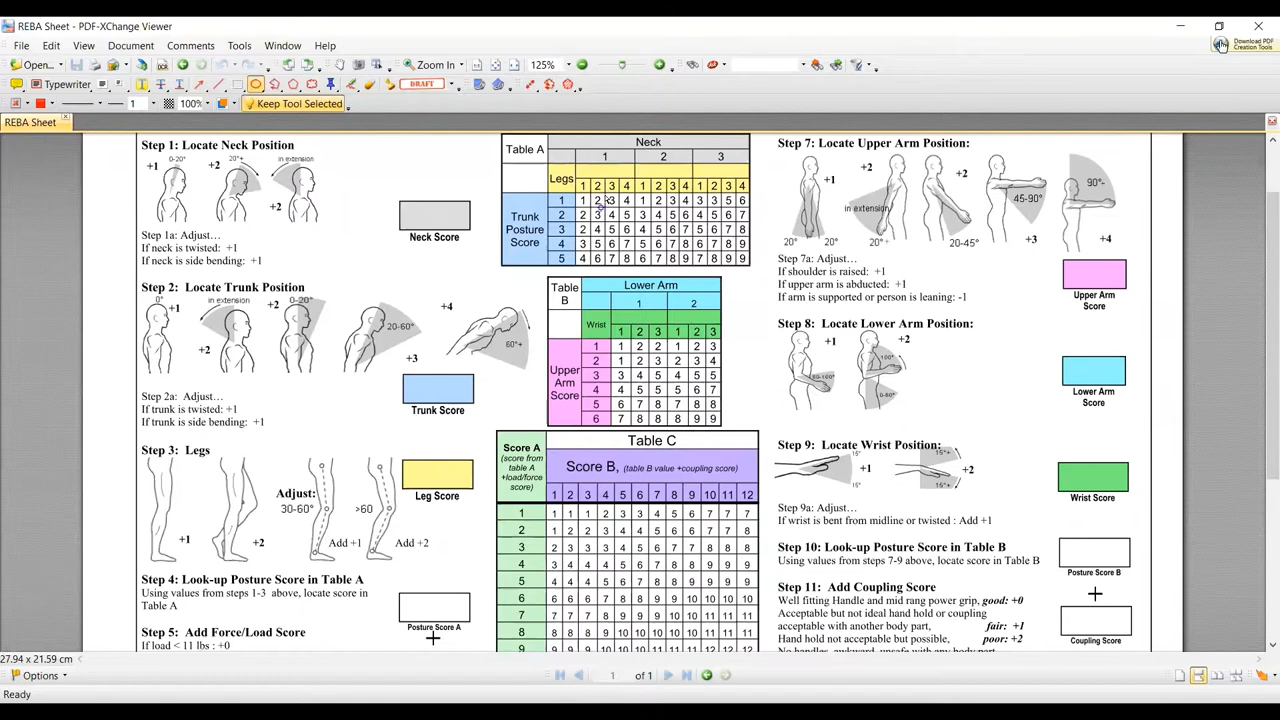 REBA Sheet - PDF-XChange Viewer
Download PDF
Creation Tools
File Edit View Document Comments Tools Window Help
Open... Zoom In 125%
Typewriter DRAFT
1 100% Keep Tool Selected
REBA Sheet
Step 1: Locate Neck Position
+1 0-20° +2 20°+ in extension
Neck Score
Step 1a: Adjust…
If neck is twisted: +1
If neck is side bending: +1
Step 2: Locate Trunk Position
0° +1 in extension +2 0-20° +4
+2 20-60° +3 60°+
Trunk Score
Step 2a: Adjust…
If trunk is twisted: +1
If trunk is side bending: +1
Step 3: Legs
Adjust:
30-60° >60
+1 +2 Add +1 Add +2
Leg Score
Step 4: Look-up Posture Score in Table A
Using values from steps 1-3 above, locate score in
Table A
Posture Score A
+
Step 5: Add Force/Load Score
If load < 11 lbs : +0
Table A Neck
1 2 3
Legs 1 2 3 4 1 2 3 4 1 2 3 4
Trunk
Posture
Score
1 1 2 3 4 1 2 3 4 3 3 5 6
2 2 3 4 5 3 4 5 6 4 5 6 7
3 2 4 5 6 4 5 6 7 5 6 7 8
4 3 5 6 7 5 6 7 8 6 7 8 9
5 4 6 7 8 6 7 8 9 7 8 9 9
Table
B
Lower Arm
1 2
Wrist 1 2 3 1 2 3
Upper
Arm
Score
1 1 2 2 1 2 3
2 1 2 3 2 3 4
3 3 4 5 4 5 5
4 4 5 5 5 6 7
5 6 7 8 7 8 8
6 7 8 8 8 9 9
Score A
(score from
table A
+load/force
score)
Table C
Score B, (table B value +coupling score)
1 2 3 4 5 6 7 8 9 10 11 12
1 1 1 1 2 3 3 4 5 6 7 7 7
2 1 2 2 3 4 4 5 6 6 7 7 8
3 2 3 3 3 4 5 6 7 7 8 8 8
4 3 4 4 4 5 6 7 8 8 9 9 9
5 4 4 4 5 6 7 8 8 9 9 9 9
6 6 6 6 7 8 8 9 9 10 10 10 10
7 7 7 7 8 9 9 9 10 10 11 11 11
8 8 8 8 9 10 10 10 10 10 11 11 11
Step 7: Locate Upper Arm Position:
+1 +2 +2 90°-
in extension 45-90°
20° 20° 20°+ 20-45° +3 +4
Step 7a: Adjust…
If shoulder is raised: +1
If upper arm is abducted: +1
If arm is supported or person is leaning: -1
Upper Arm
Score
Step 8: Locate Lower Arm Position:
+1 +2
100°
0-60°
Lower Arm
Score
Step 9: Locate Wrist Position:
15° +1 15° 15°+ +2 15°+
Wrist Score
Step 9a: Adjust…
If wrist is bent from midline or twisted : Add +1
Step 10: Look-up Posture Score in Table B
Using values from steps 7-9 above, locate score in Table B
Posture Score B
+
Step 11: Add Coupling Score
Well fitting Handle and mid rang power grip, good: +0
Acceptable but not ideal hand hold or coupling
acceptable with another body part, fair: +1
Hand hold not acceptable but possible, poor: +2
No handles, awkward, unsafe with any body part
Coupling Score
27.94 x 21.59 cm
Options 1 of 1
Ready